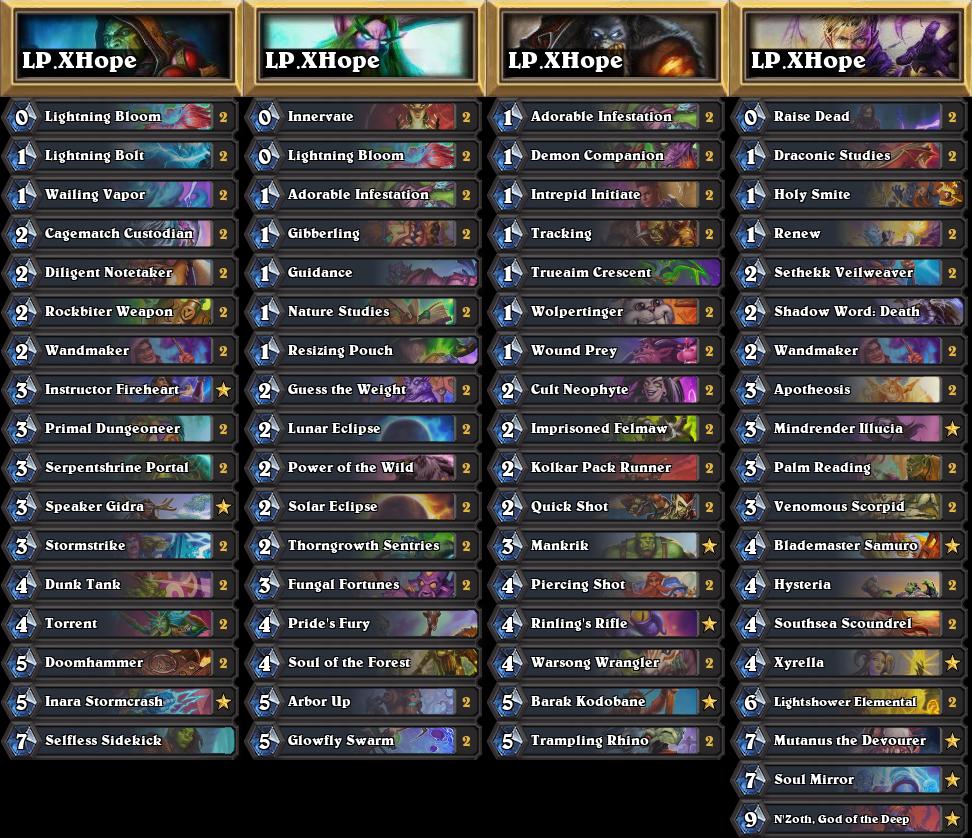 LP.XHope
0 Lightning Bloom 2
1 Lightning Bolt 2
1 Wailing Vapor 2
2 Cagematch Custodian 2
2 Diligent Notetaker 2
2 Rockbiter Weapon 2
2 Wandmaker 2
3 Instructor Fireheart
3 Primal Dungeoneer 2
3 Serpentshrine Portal 2
3 Speaker Gidra
3 Stormstrike 2
4 Dunk Tank 2
4 Torrent 2
5 Doomhammer 2
5 Inara Stormcrash
7 Selfless Sidekick
LP.XHope
0 Innervate 2
0 Lightning Bloom 2
1 Adorable Infestation 2
1 Gibberling 2
1 Guidance
1 Nature Studies 2
1 Resizing Pouch
2 Guess the Weight 2
2 Lunar Eclipse 2
2 Power of the Wild 2
2 Solar Eclipse 2
2 Thorngrowth Sentries 2
3 Fungal Fortunes 2
4 Pride's Fury
4 Soul of the Forest
5 Arbor Up 2
5 Glowfly Swarm 2
LP.XHope
1 Adorable Infestation 2
1 Demon Companion 2
1 Intrepid Initiate 2
1 Tracking 2
1 Trueaim Crescent
1 Wolpertinger 2
1 Wound Prey 2
2 Cult Neophyte 2
2 Imprisoned Felmaw 2
2 Kolkar Pack Runner 2
2 Quick Shot 2
3 Mankrik
4 Piercing Shot 2
4 Rinling's Rifle
4 Warsong Wrangler 2
5 Barak Kodobane
5 Trampling Rhino 2
LP.XHope
0 Raise Dead 2
1 Draconic Studies 2
1 Holy Smite 2
1 Renew 2
2 Sethekk Veilweaver 2
2 Shadow Word: Death
2 Wandmaker 2
3 Apotheosis 2
3 Mindrender Illucia
3 Palm Reading 2
3 Venomous Scorpid 2
4 Blademaster Samuro
4 Hysteria 2
4 Southsea Scoundrel 2
4 Xyrella
6 Lightshower Elemental 2
7 Mutanus the Devourer
7 Soul Mirror
9 N'Zoth, God of the Deep